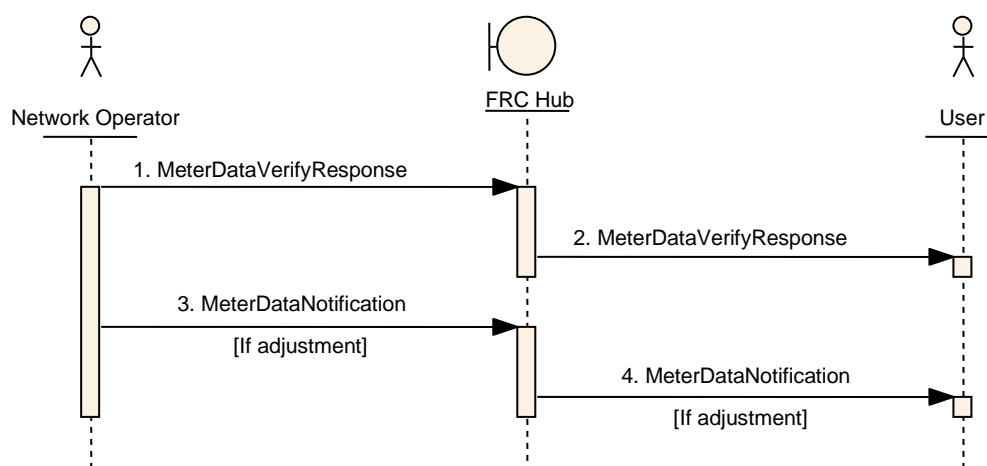 FRC Hub
Network Operator
User
1. MeterDataVerifyResponse
2. MeterDataVerifyResponse
3. MeterDataNotification
[If adjustment]
4. MeterDataNotification
[If adjustment]